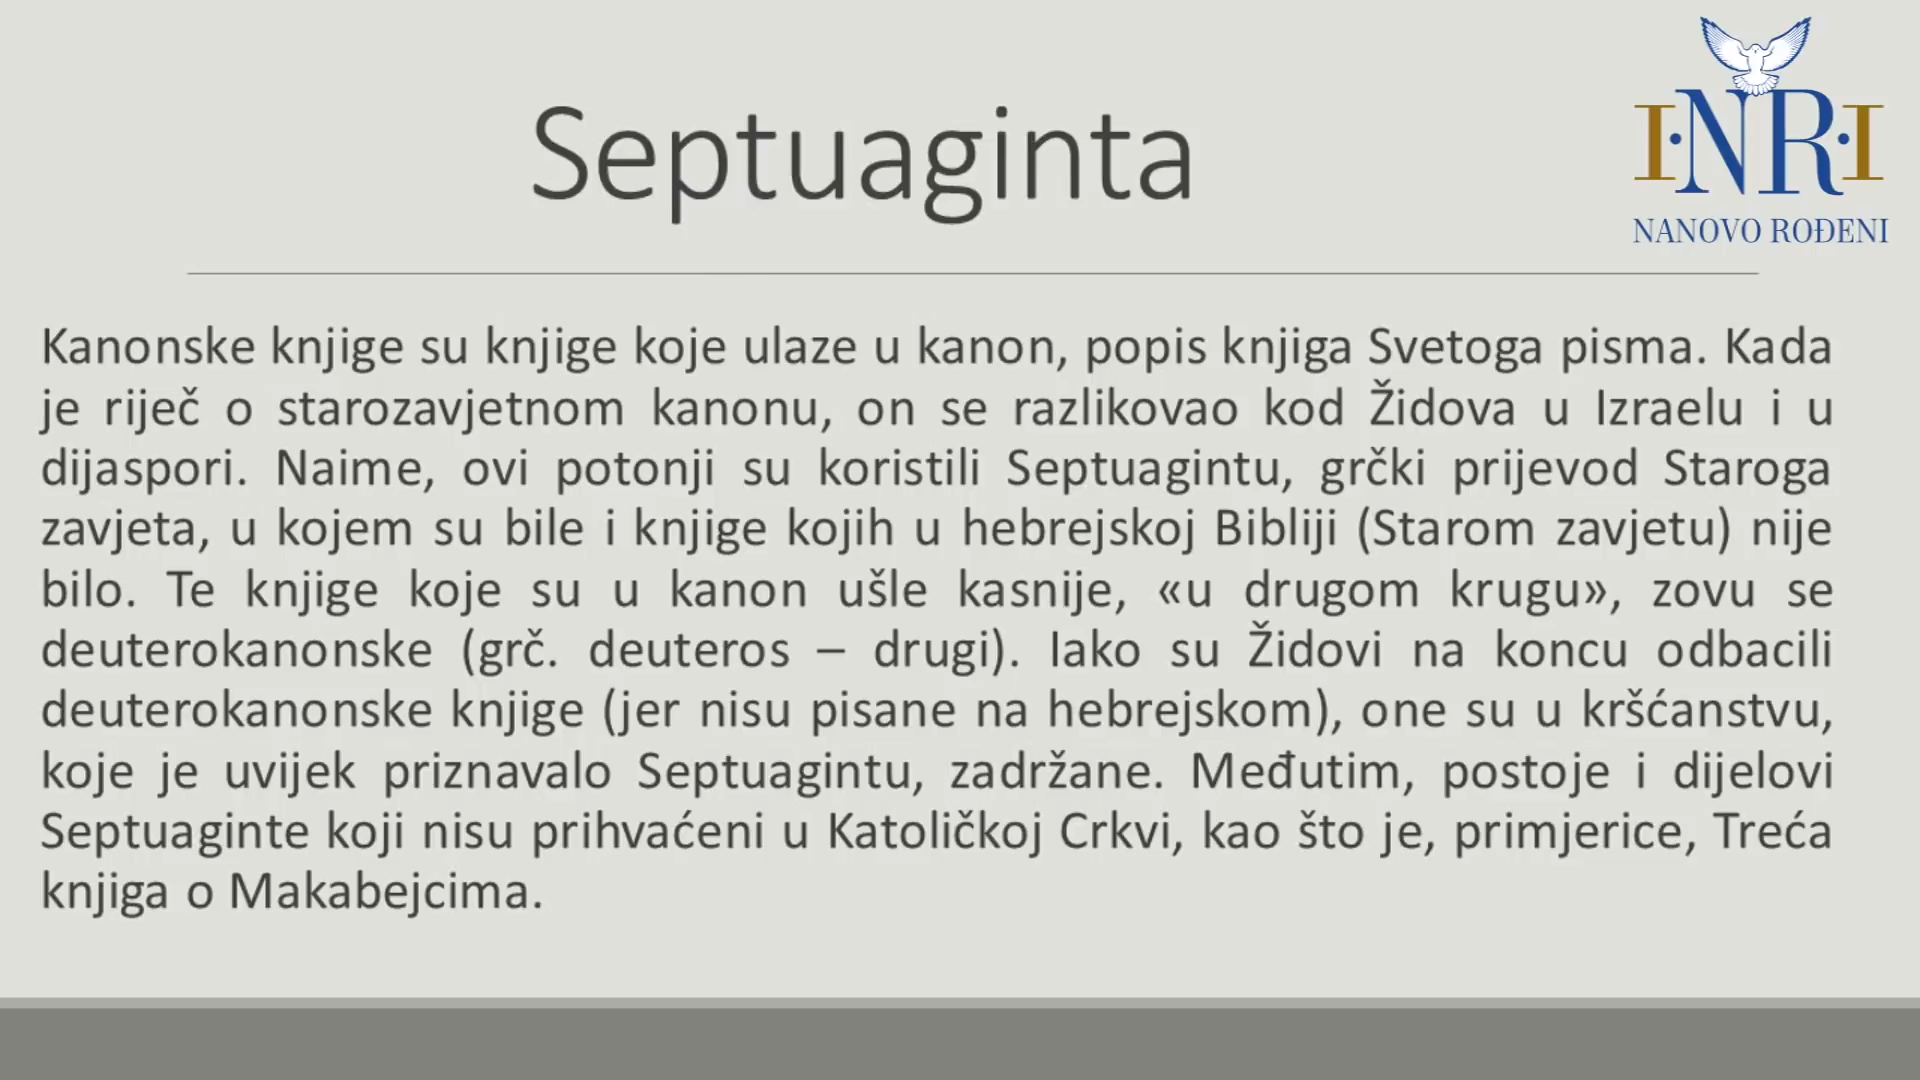 I·NR·I
NANOVO ROĐENI
Septuaginta
Kanonske knjige su knjige koje ulaze u kanon, popis knjiga Svetoga pisma. Kada
je riječ o starozavjetnom kanonu, on se razlikovao kod Židova u Izraelu i u
dijaspori. Naime, ovi potonji su koristili Septuagintu, grčki prijevod Staroga
zavjeta, u kojem su bile i knjige kojih u hebrejskoj Bibliji (Starom zavjetu) nije
bilo. Te knjige koje su u kanon ušle kasnije, «u drugom krugu», zovu se
deuterokanonske (grč. deuteros – drugi). Iako su Židovi na koncu odbacili
deuterokanonske knjige (jer nisu pisane na hebrejskom), one su u kršćanstvu,
koje je uvijek priznavalo Septuagintu, zadržane. Međutim, postoje i dijelovi
Septuaginte koji nisu prihvaćeni u Katoličkoj Crkvi, kao što je, primjerice, Treća
knjiga o Makabejcima.